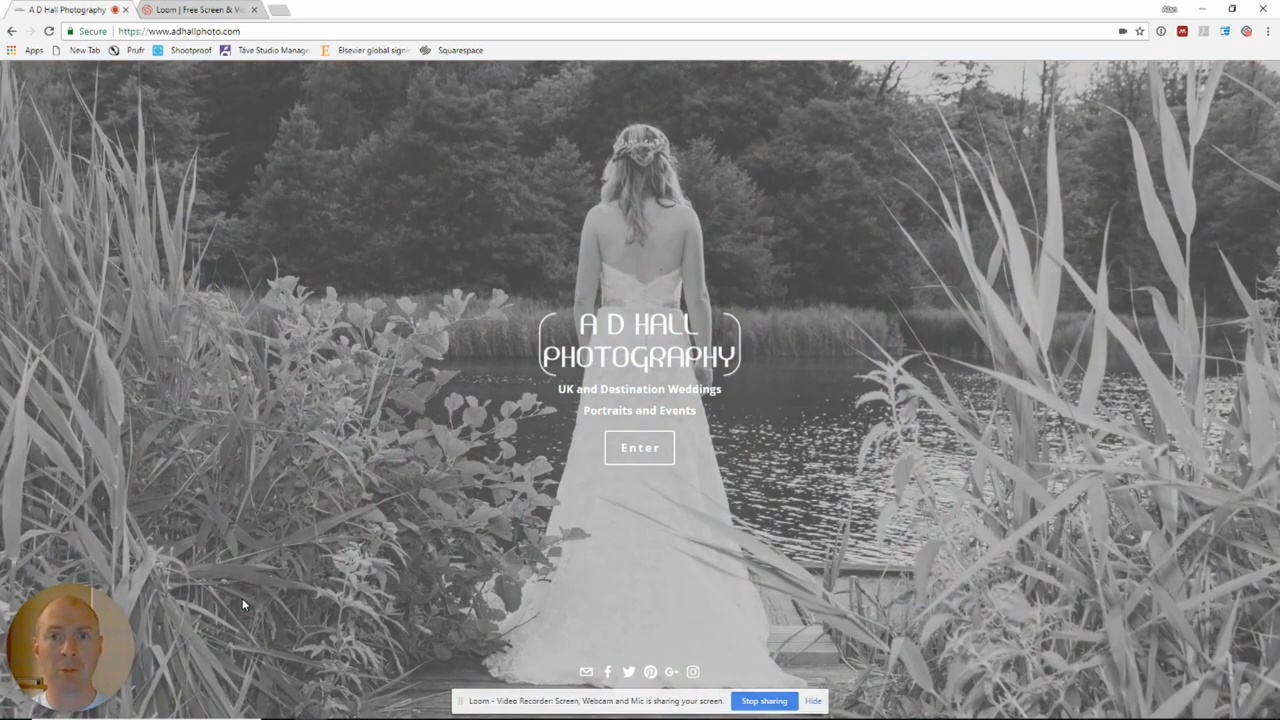 A D Hall Photography
Loom | Free Screen & Vi
Alan
Secure
https://www.adhallphoto.com
Apps
New Tab
Prufr
Shootproof
Táve Studio Manage
Elsevier global sign
Squarespace
A D HALL
PHOTOGRAPHY
UK and Destination Weddings
Portraits and Events
Enter
Loom - Video Recorder: Screen, Webcam and Mic is sharing your screen.
Stop sharing
Hide